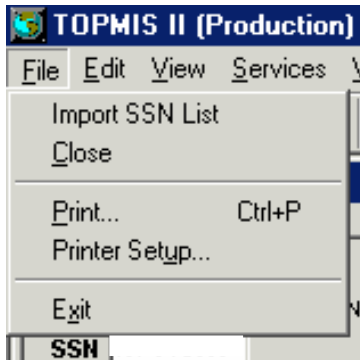 TOPMIS II (Production)
File Edit View Services
Import SSN List
Close
Print... Ctrl+P
Printer Setup...
Exit
SSN